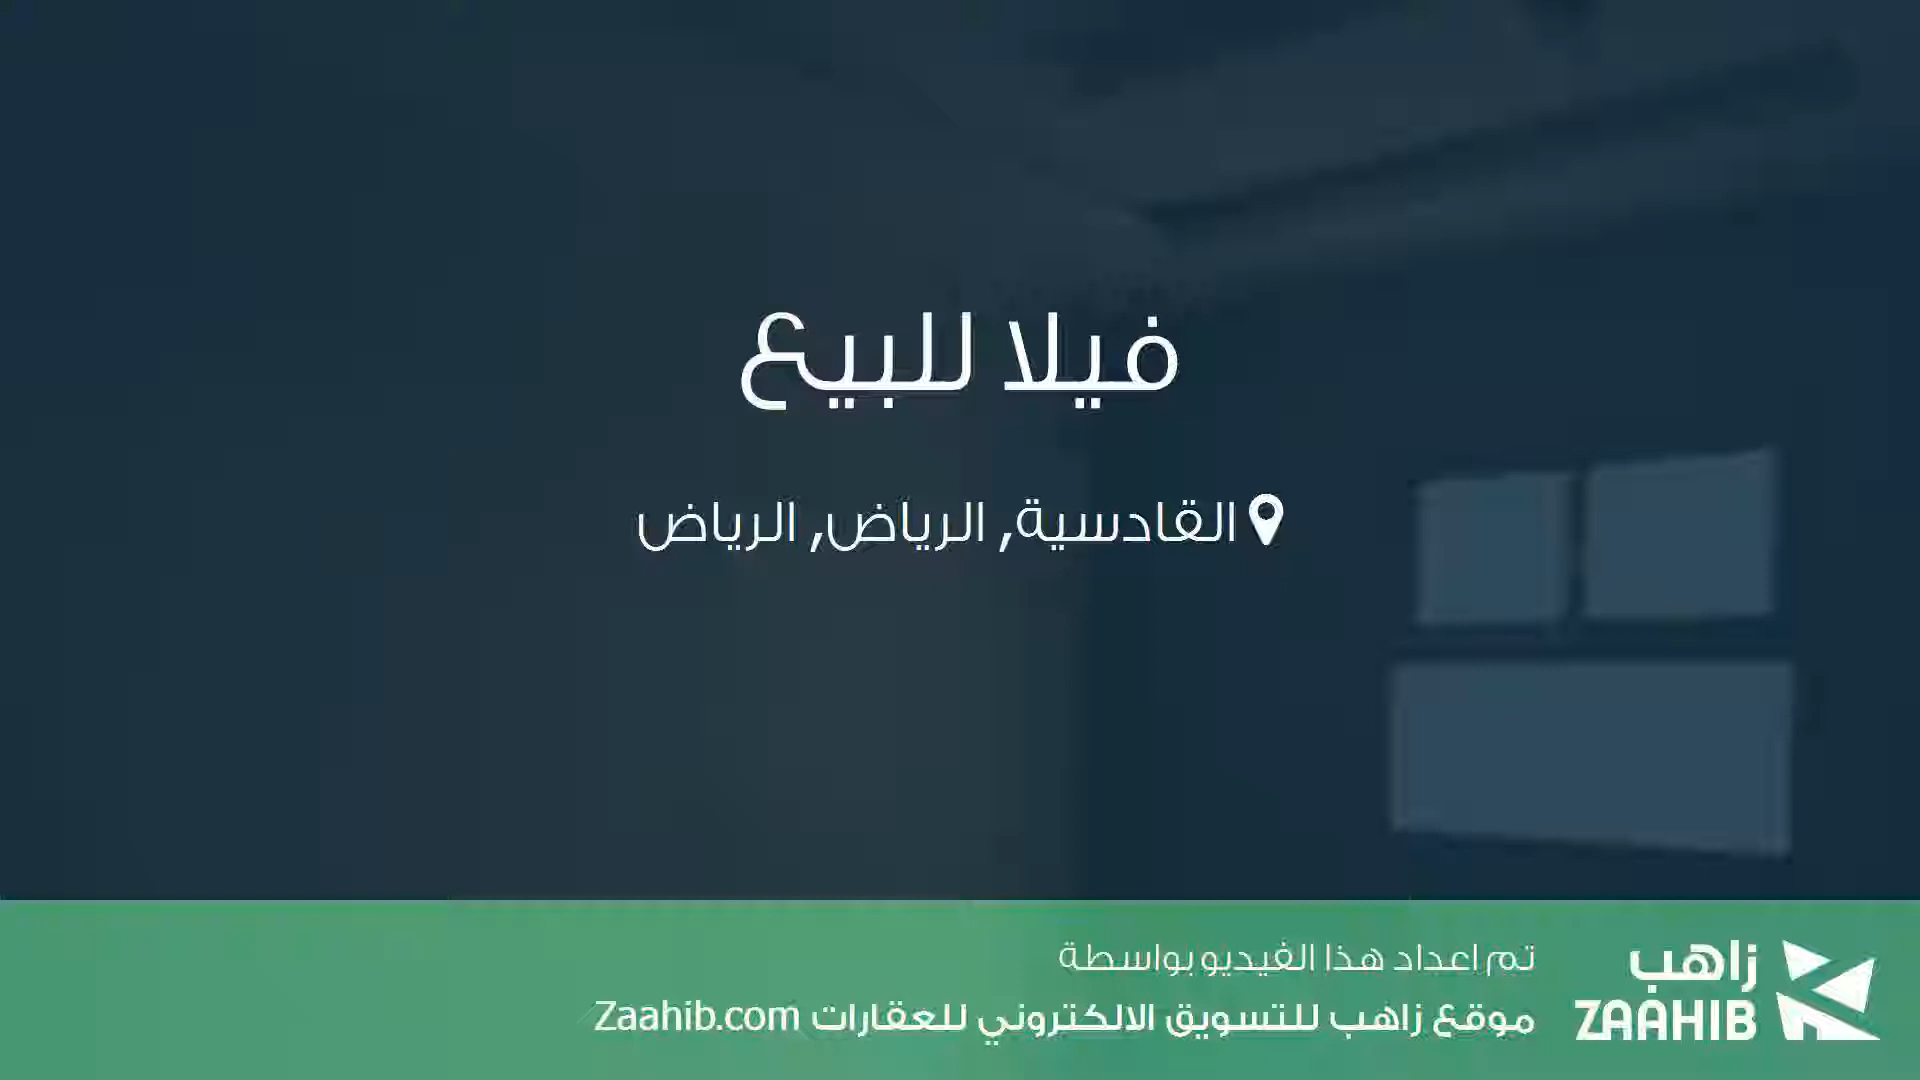 فيلا للبيع
القادسية, الرياض, الرياض
تم اعداد هذا الفيديو بواسطة
موقع زاهب للتسويق الالكتروني للعقارات Zaahib.com
زاهب
ZAAHIB